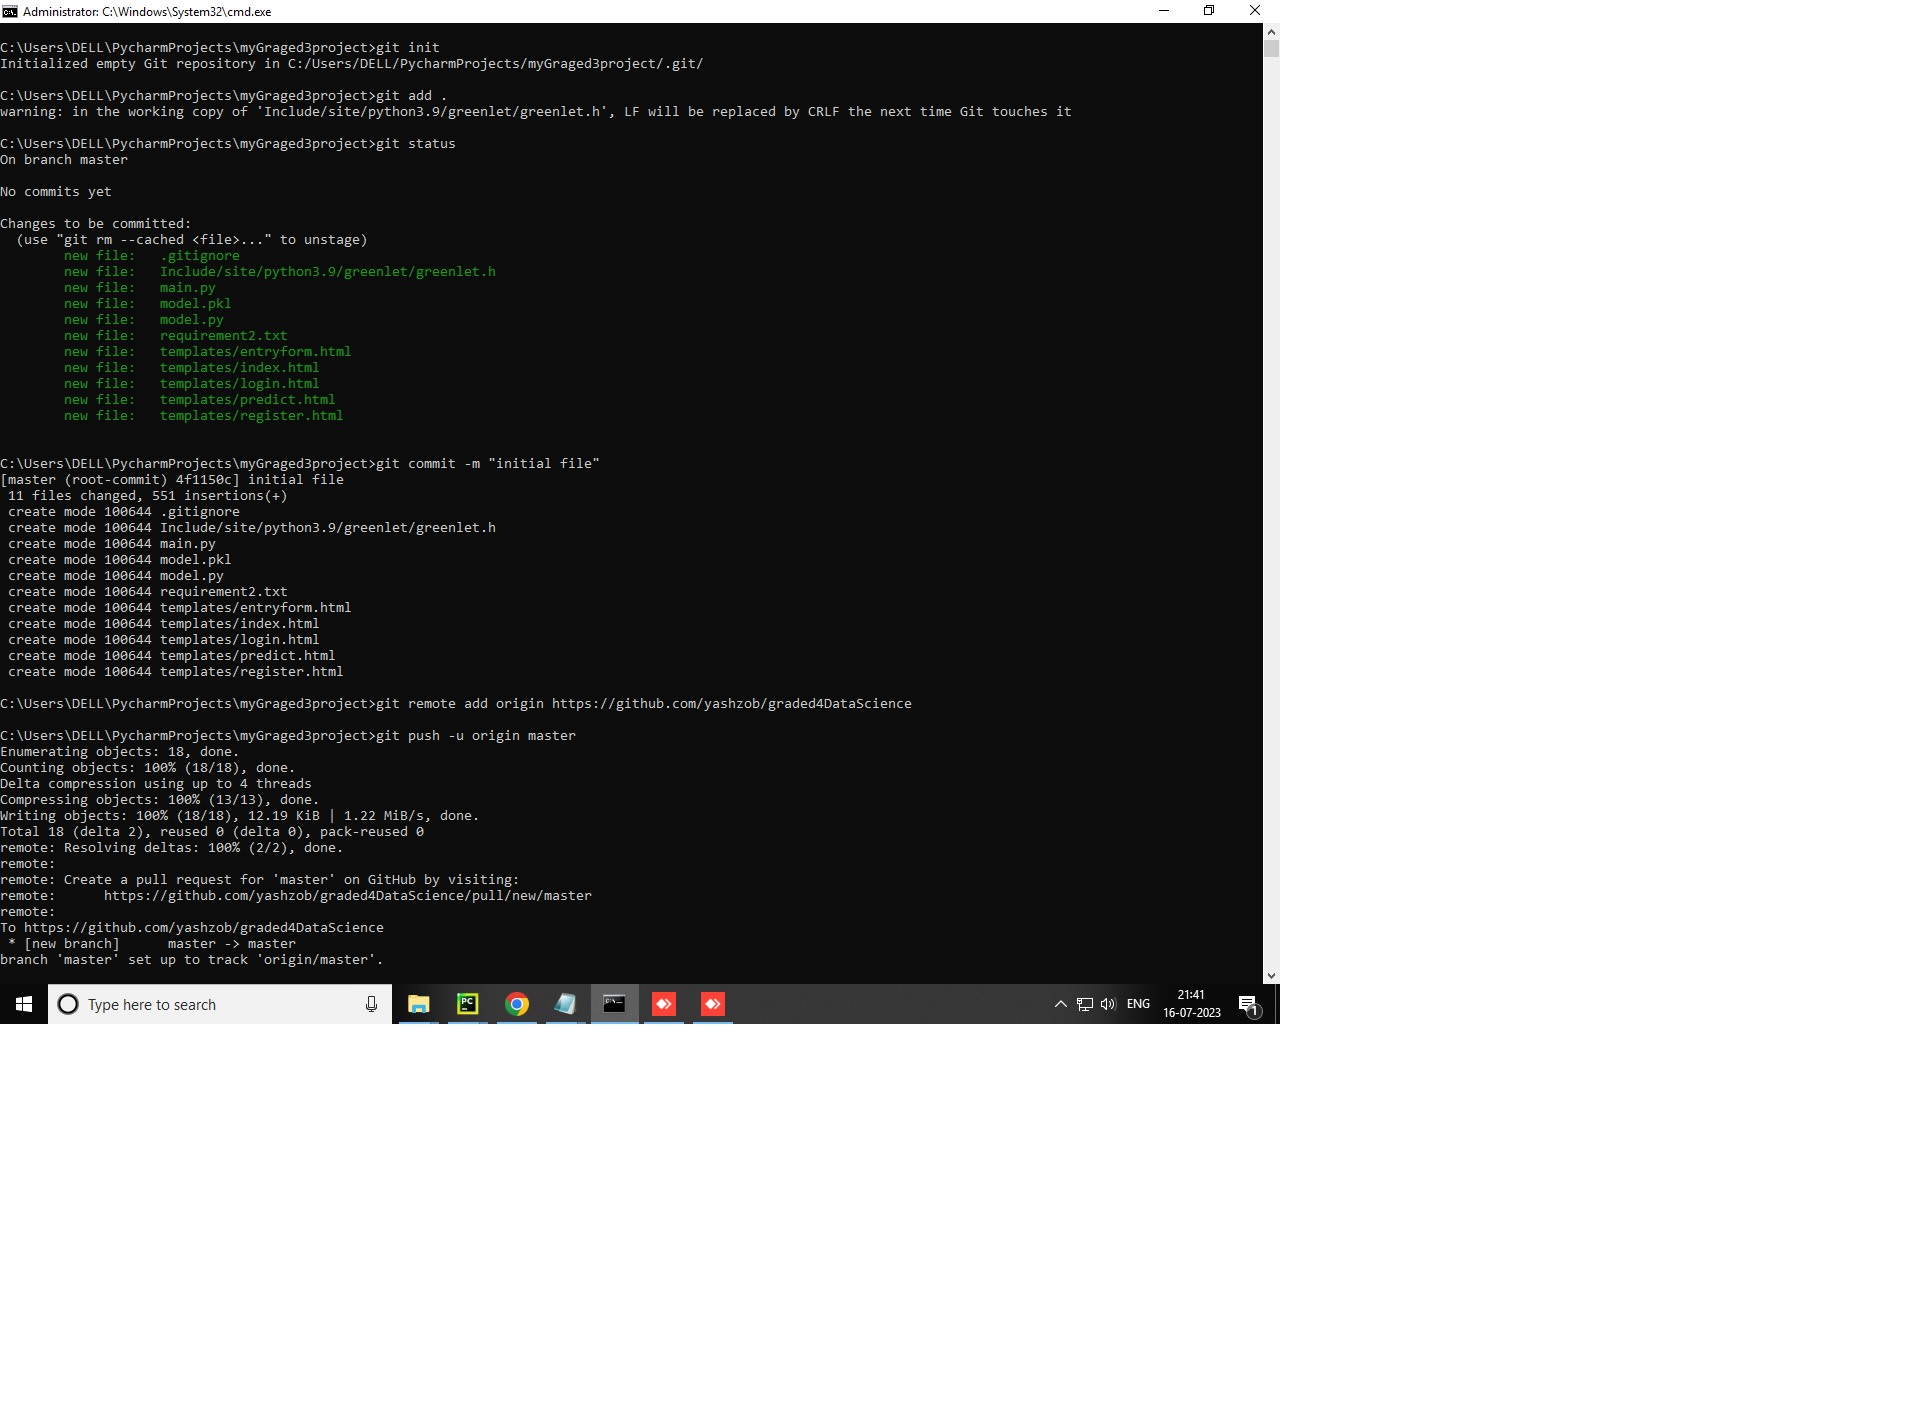 Administrator: C:\Windows\System32\cmd.exe
C:\Users\DELL\PycharmProjects\myGraged3project>git init
Initialized empty Git repository in C:/Users/DELL/PycharmProjects/myGraged3project/.git/
C:\Users\DELL\PycharmProjects\myGraged3project>git add .
warning: in the working copy of 'Include/site/python3.9/greenlet/greenlet.h', LF will be replaced by CRLF the next time Git touches it
C:\Users\DELL\PycharmProjects\myGraged3project>git status
On branch master
No commits yet
Changes to be committed:
  (use "git rm --cached <file>..." to unstage)
        new file:   .gitignore
        new file:   Include/site/python3.9/greenlet/greenlet.h
        new file:   main.py
        new file:   model.pkl
        new file:   model.py
        new file:   requirement2.txt
        new file:   templates/entryform.html
        new file:   templates/index.html
        new file:   templates/login.html
        new file:   templates/predict.html
        new file:   templates/register.html
C:\Users\DELL\PycharmProjects\myGraged3project>git commit -m "initial file"
[master (root-commit) 4f1150c] initial file
 11 files changed, 551 insertions(+)
 create mode 100644 .gitignore
 create mode 100644 Include/site/python3.9/greenlet/greenlet.h
 create mode 100644 main.py
 create mode 100644 model.pkl
 create mode 100644 model.py
 create mode 100644 requirement2.txt
 create mode 100644 templates/entryform.html
 create mode 100644 templates/index.html
 create mode 100644 templates/login.html
 create mode 100644 templates/predict.html
 create mode 100644 templates/register.html
C:\Users\DELL\PycharmProjects\myGraged3project>git remote add origin https://github.com/yashzob/graded4DataScience
C:\Users\DELL\PycharmProjects\myGraged3project>git push -u origin master
Enumerating objects: 18, done.
Counting objects: 100% (18/18), done.
Delta compression using up to 4 threads
Compressing objects: 100% (13/13), done.
Writing objects: 100% (18/18), 12.19 KiB | 1.22 MiB/s, done.
Total 18 (delta 2), reused 0 (delta 0), pack-reused 0
remote: Resolving deltas: 100% (2/2), done.
remote:
remote: Create a pull request for 'master' on GitHub by visiting:
remote:      https://github.com/yashzob/graded4DataScience/pull/new/master
remote:
To https://github.com/yashzob/graded4DataScience
 * [new branch]      master -> master
branch 'master' set up to track 'origin/master'.
Type here to search
PC
ENG
21:41
16-07-2023
1